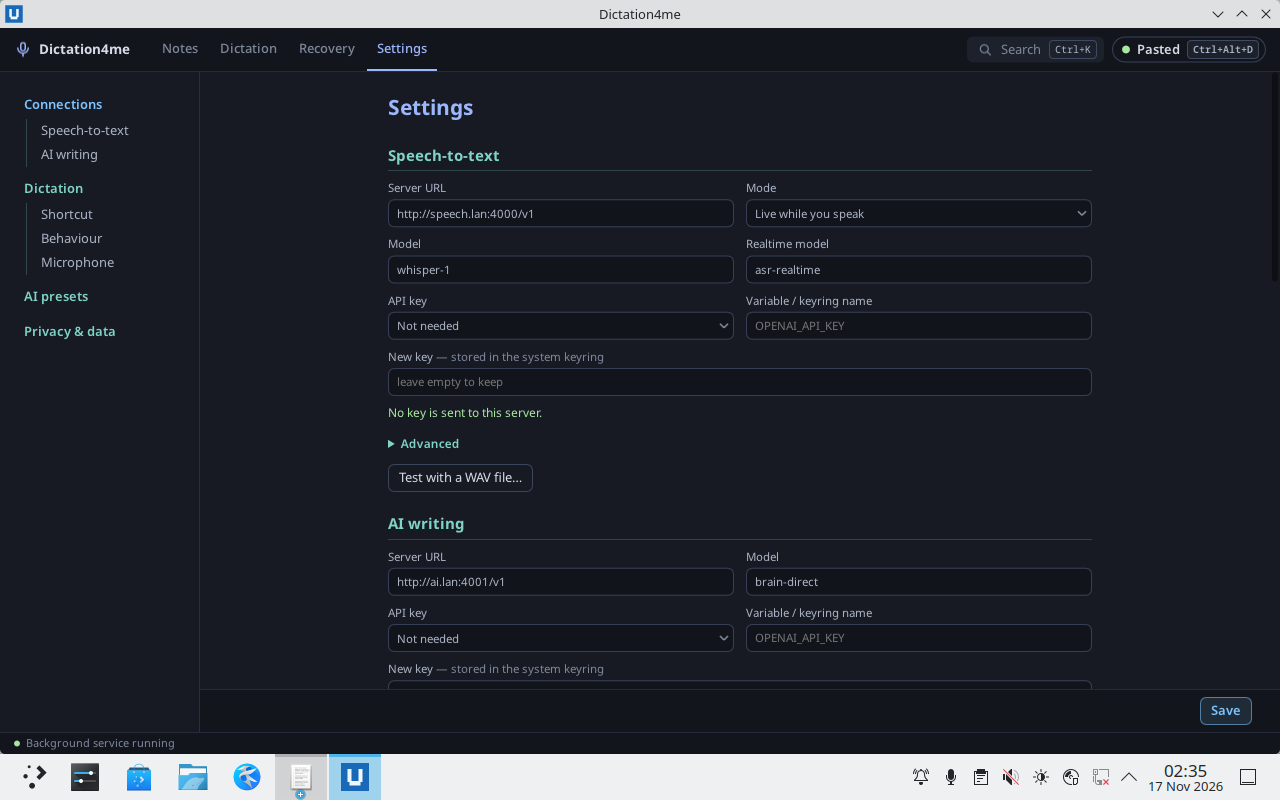 U
Dictation4me
Dictation4me
Notes
Dictation
Recovery
Settings
Search Ctrl+K
Pasted Ctrl+Alt+D
Connections
Speech-to-text
AI writing
Dictation
Shortcut
Behaviour
Microphone
AI presets
Privacy & data
Settings
Speech-to-text
Server URL
http://speech.lan:4000/v1
Mode
Live while you speak
Model
whisper-1
Realtime model
asr-realtime
API key
Not needed
Variable / keyring name
OPENAI_API_KEY
New key — stored in the system keyring
leave empty to keep
No key is sent to this server.
Advanced
Test with a WAV file...
AI writing
Server URL
http://ai.lan:4001/v1
Model
brain-direct
API key
Not needed
Variable / keyring name
OPENAI_API_KEY
New key — stored in the system keyring
Save
Background service running
U
02:35
17 Nov 2026